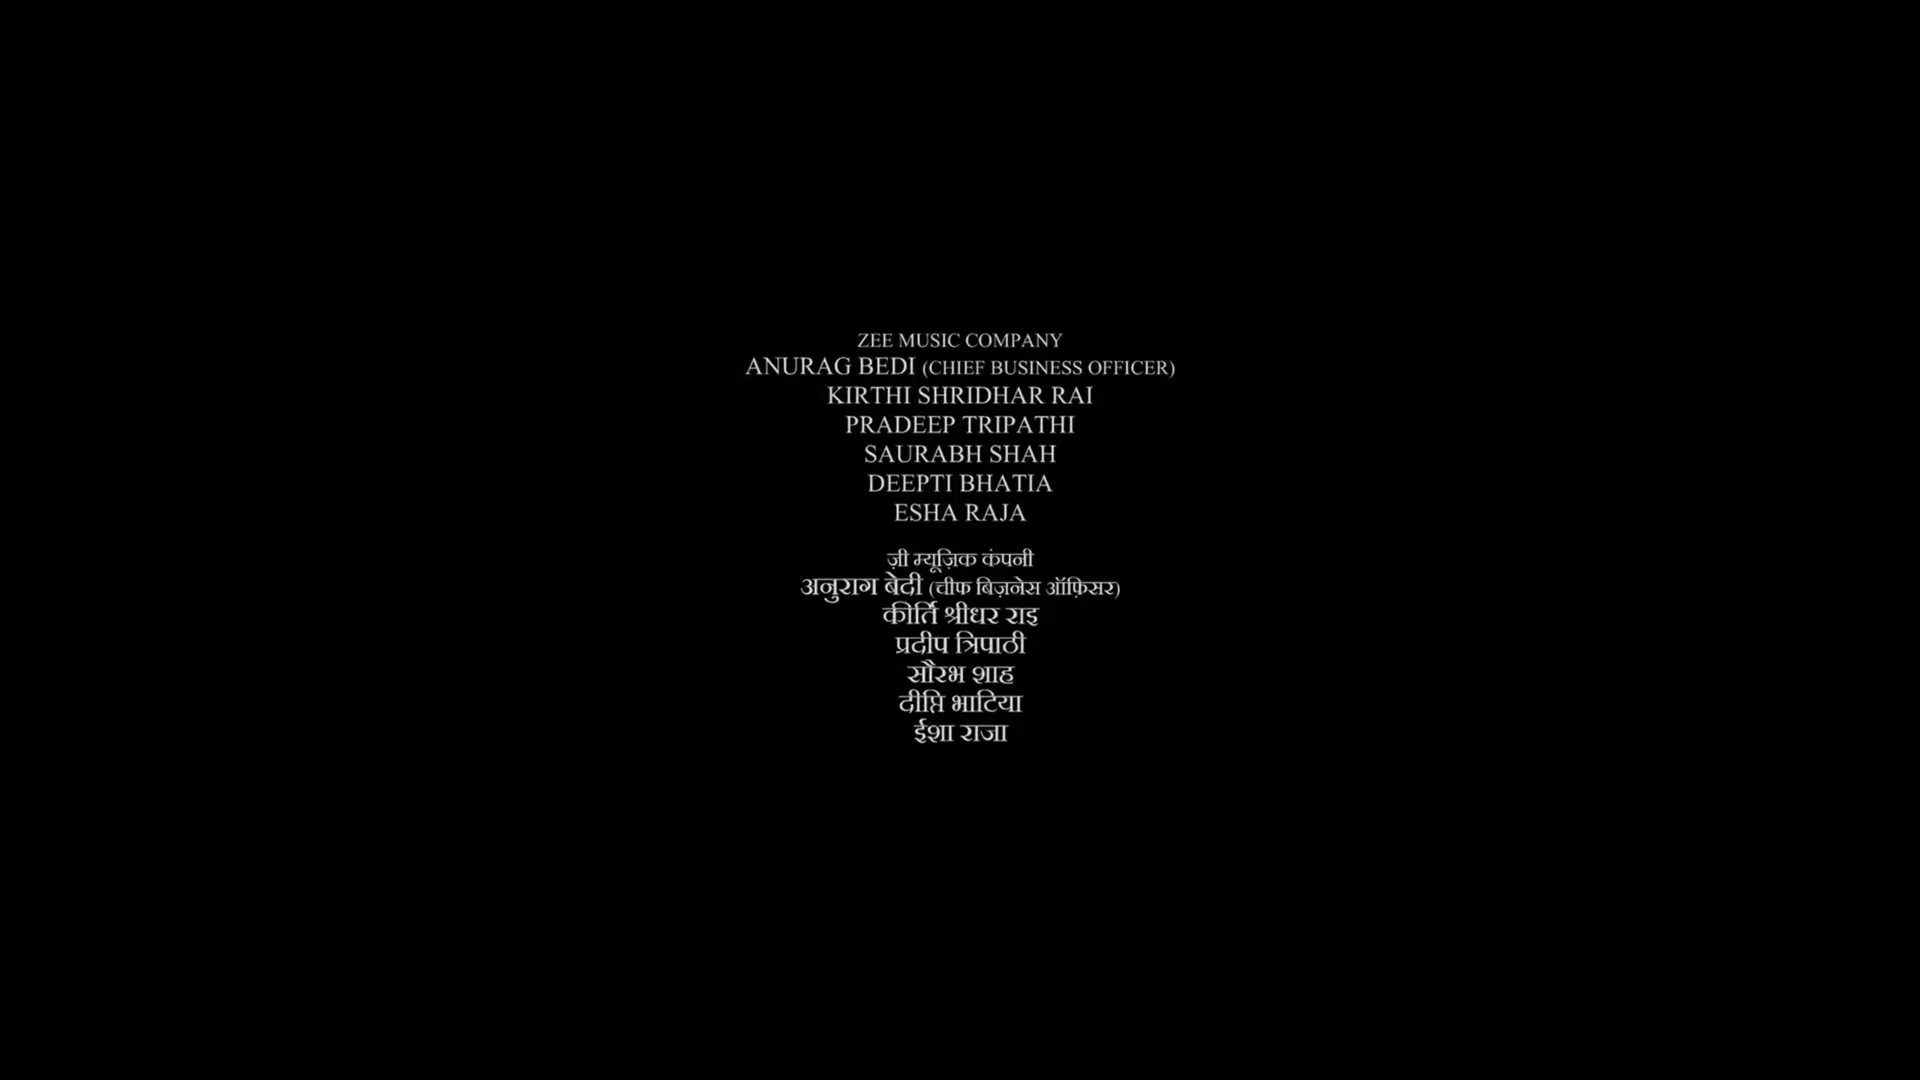 ZEE MUSIC COMPANY
ANURAG BEDI (CHIEF BUSINESS OFFICER)
KIRTHI SHRIDHAR RAI
PRADEEP TRIPATHI
SAURABH SHAH
DEEPTI BHATIA
ESHA RAJA
ज़ी म्यूज़िक कंपनी
अनुराग बेदी (चीफ बिज़नेस ऑफ़िसर)
कीर्ति श्रीधर राइ
प्रदीप त्रिपाठी
सौरभ शाह
दीप्ति भाटिया
ईशा राजा